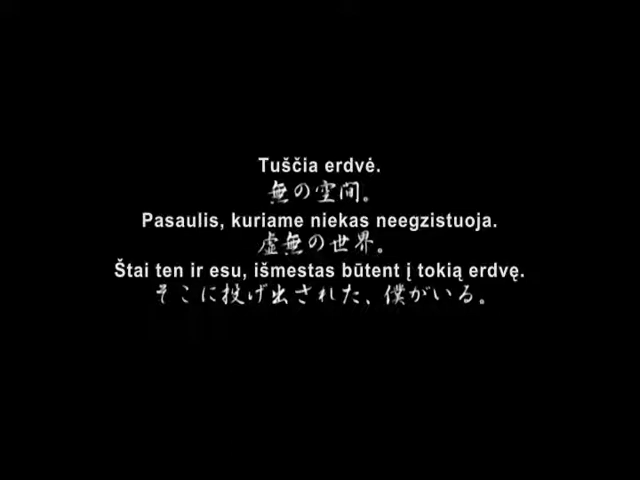 Tuščia erdvė.
無の空間。
Pasaulis, kuriame niekas neegzistuoja.
虚無の世界。
Štai ten ir esu, išmestas būtent į tokią erdvę.
そこに投げ出された、僕がいる。